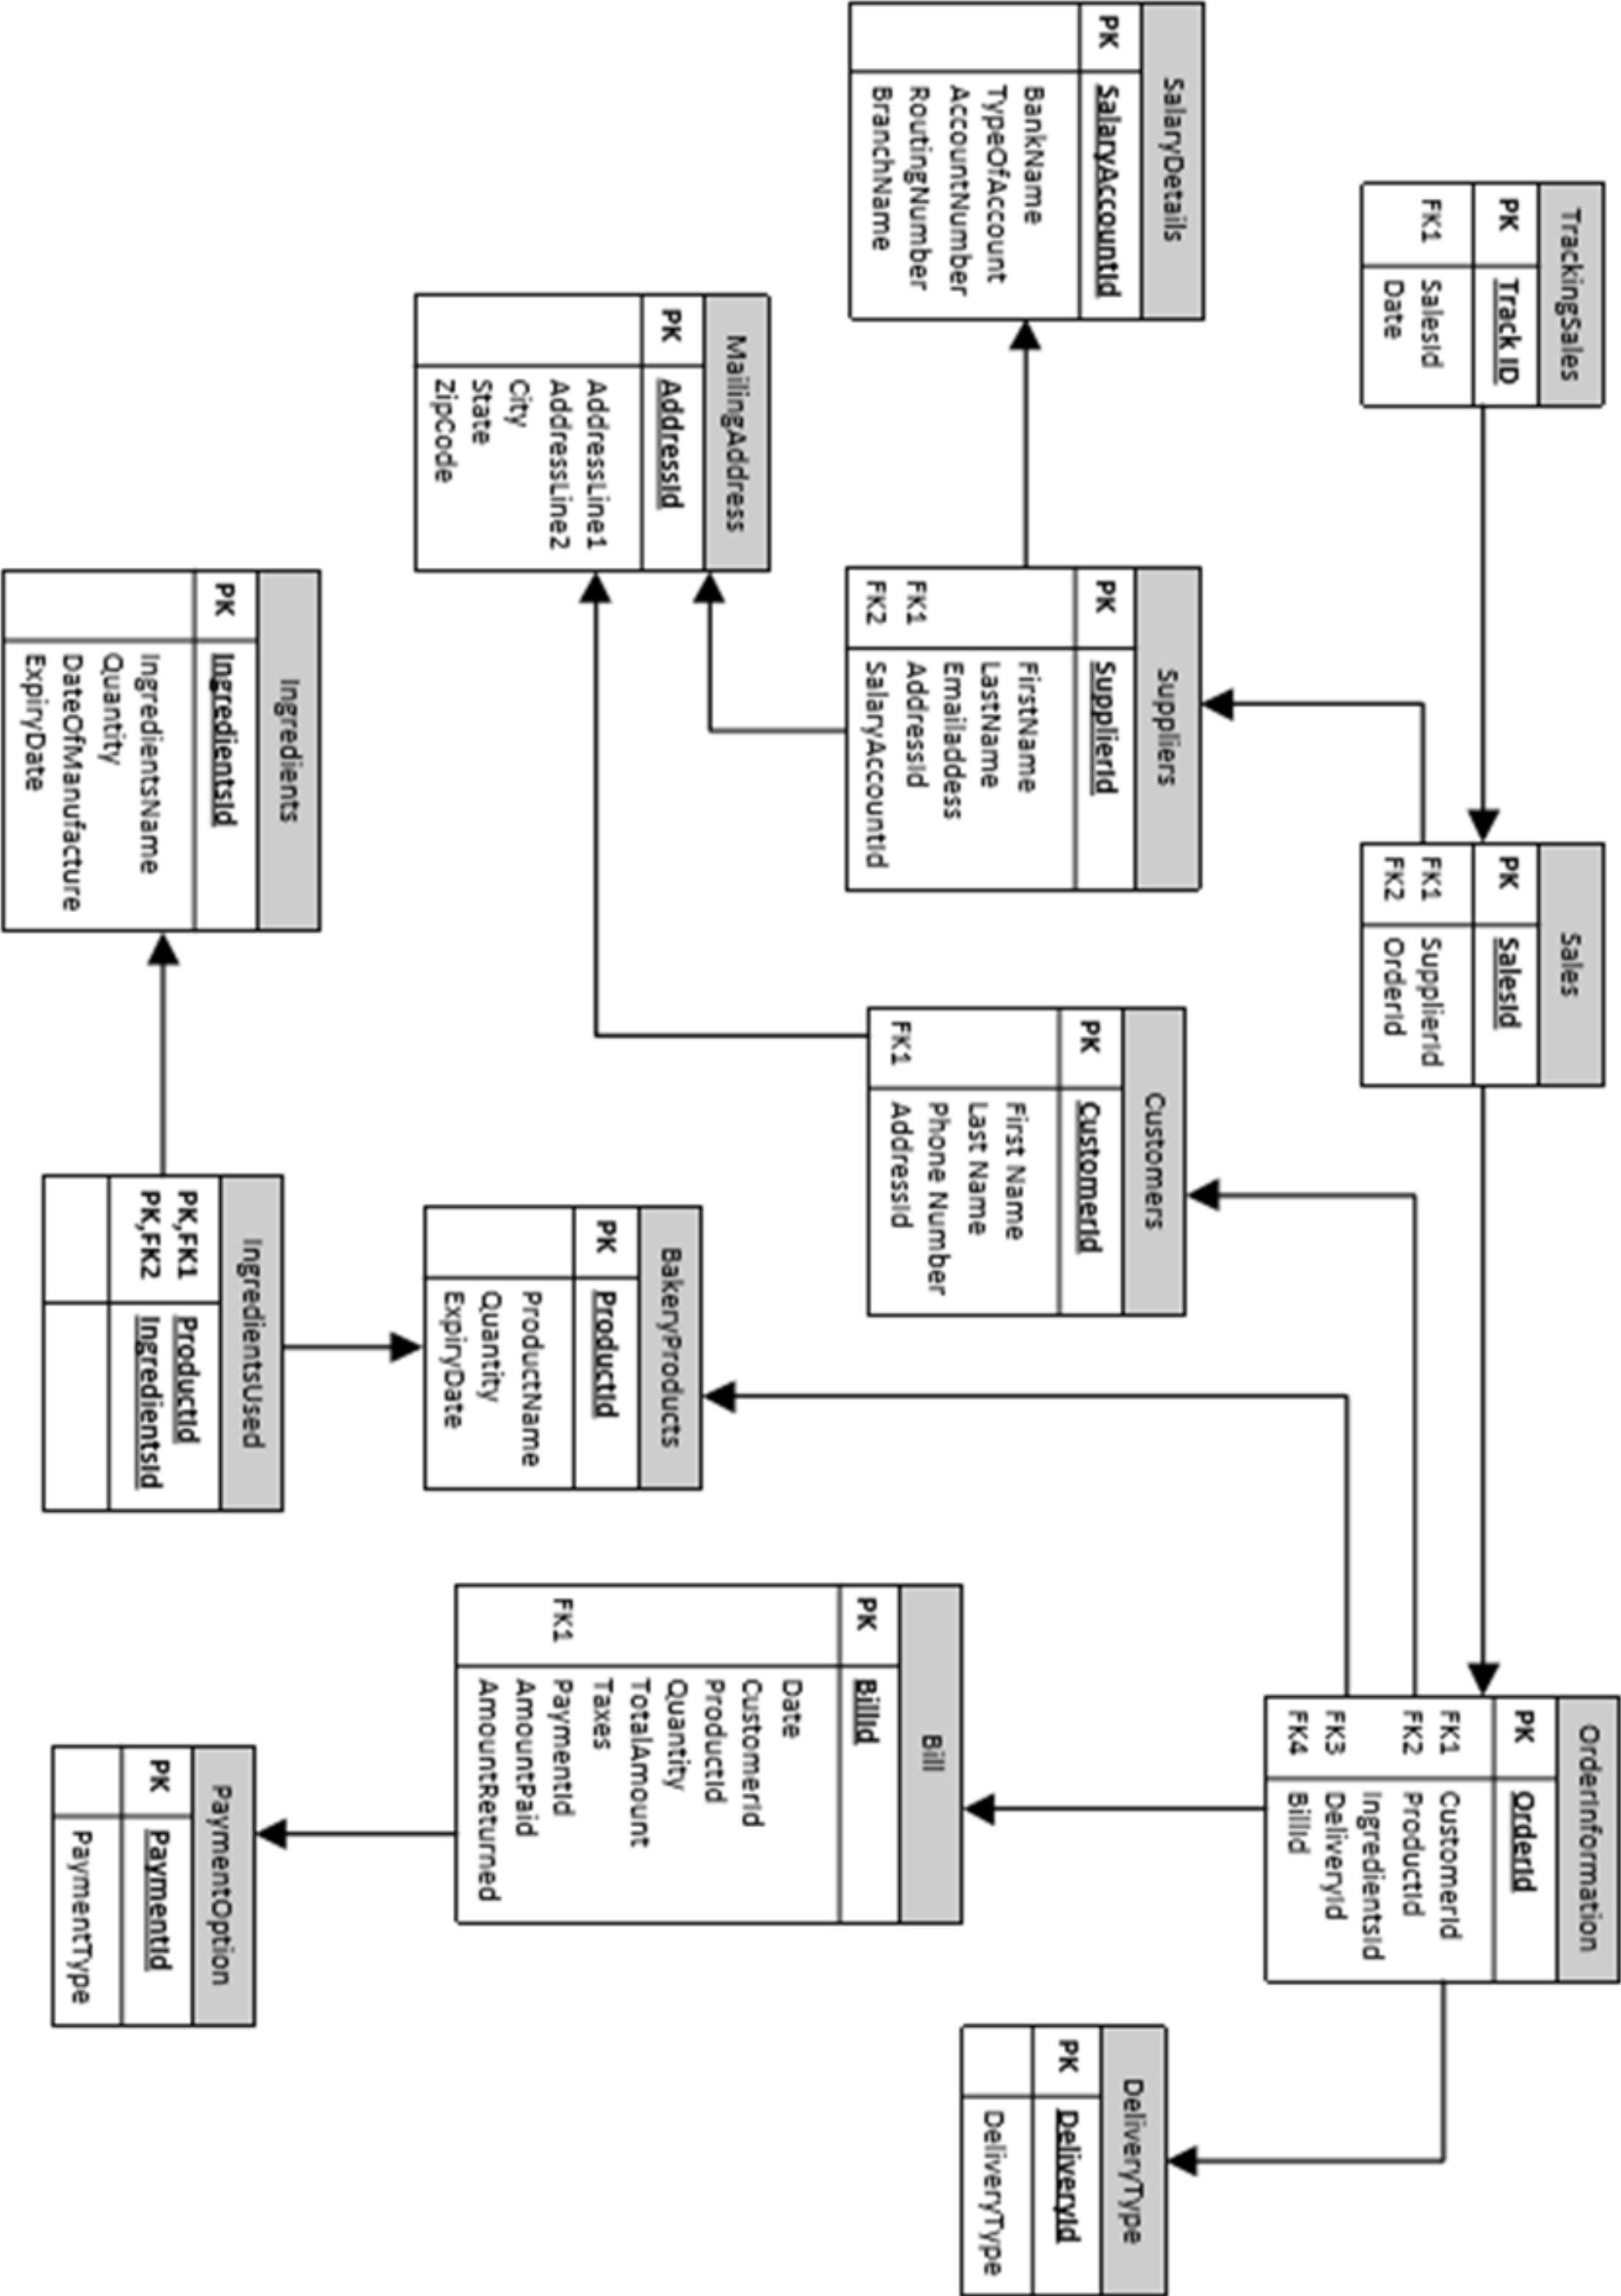 TrackingSales
PK Track ID
FK1 SalesId
Date
Sales
PK SalesId
FK1 SupplierId
FK2 OrderId
OrderInformation
PK OrderId
FK1 CustomerId
FK2 ProductId
IngredientsId
FK3 DeliveryId
FK4 BillId
SalaryDetails
PK SalaryAccountId
BankName
TypeOfAccount
AccountNumber
RoutingNumber
BranchName
Suppliers
PK SupplierId
FirstName
LastName
Emailaddess
FK1 AddressId
FK2 SalaryAccountId
Customers
PK CustomerId
First Name
Last Name
Phone Number
FK1 AddressId
DeliveryType
PK DeliveryId
DeliveryType
MailingAddress
PK AddressId
AddressLine1
AddressLine2
City
State
ZipCode
BakeryProducts
PK ProductId
ProductName
Quantity
ExpiryDate
Bill
PK BillId
Date
CustomerId
ProductId
Quantity
TotalAmount
Taxes
FK1 PaymentId
AmountPaid
AmountReturned
Ingredients
PK IngredientsId
IngredientsName
Quantity
DateOfManufacture
ExpiryDate
IngredientsUsed
PK,FK1 ProductId
PK,FK2 IngredientsId
PaymentOption
PK PaymentId
PaymentType